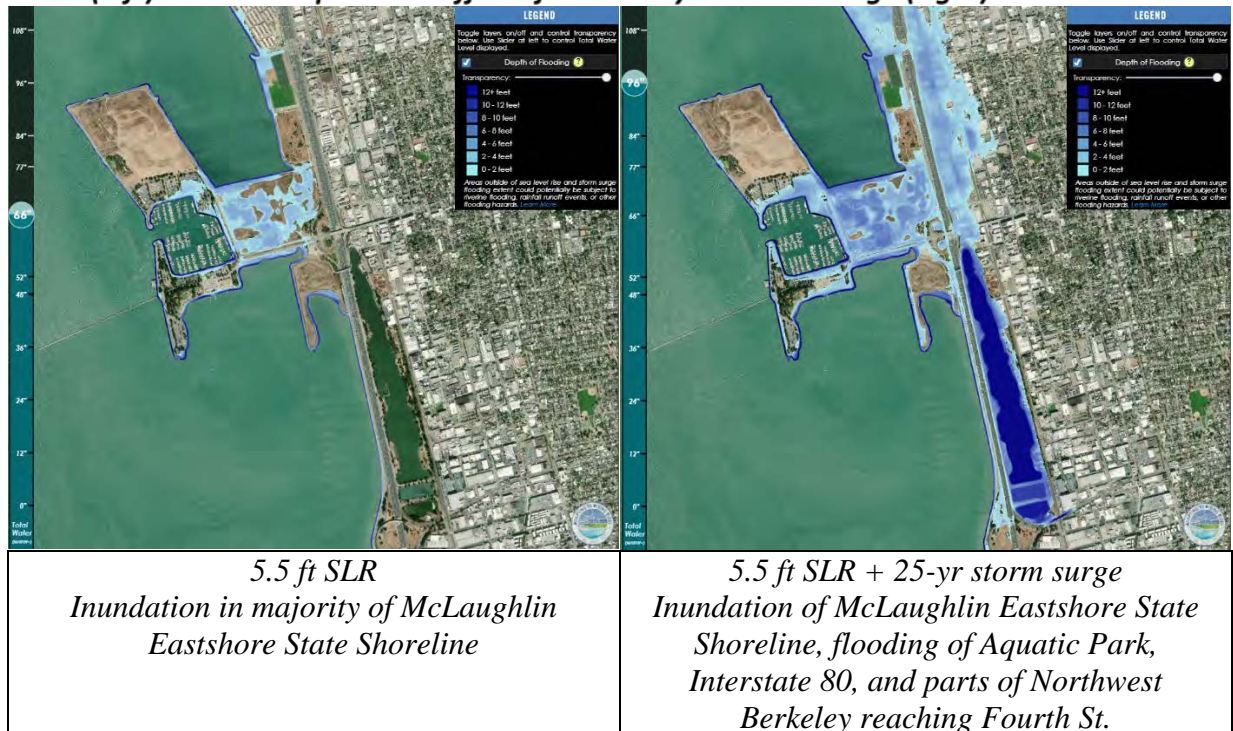 108"
96"
84"
77"
66"
52"
48"
36"
24"
12"
0"
Total
Water
LEGEND
Toggle layers on/off and control transparency
below. Use Slider at left to control Total Water
Level displayed.
Depth of Flooding ?
Transparency:
12+ feet
10 - 12 feet
8 - 10 feet
6 - 8 feet
4 - 6 feet
2 - 4 feet
0 - 2 feet
Areas outside of sea level rise and storm surge
flooding extent could potentially be subject to
riverine flooding, rainfall runoff events, or other
flooding hazards. Learn More
108"
96"
84"
77"
66"
52"
48"
36"
24"
12"
0"
Total
Water
LEGEND
Toggle layers on/off and control transparency
below. Use Slider at left to control Total Water
Level displayed.
Depth of Flooding ?
Transparency:
12+ feet
10 - 12 feet
8 - 10 feet
6 - 8 feet
4 - 6 feet
2 - 4 feet
0 - 2 feet
Areas outside of sea level rise and storm surge
flooding extent could potentially be subject to
riverine flooding, rainfall runoff events, or other
flooding hazards. Learn More
5.5 ft SLR
Inundation in majority of McLaughlin
Eastshore State Shoreline
5.5 ft SLR + 25-yr storm surge
Inundation of McLaughlin Eastshore State
Shoreline, flooding of Aquatic Park,
Interstate 80, and parts of Northwest
Berkeley reaching Fourth St.